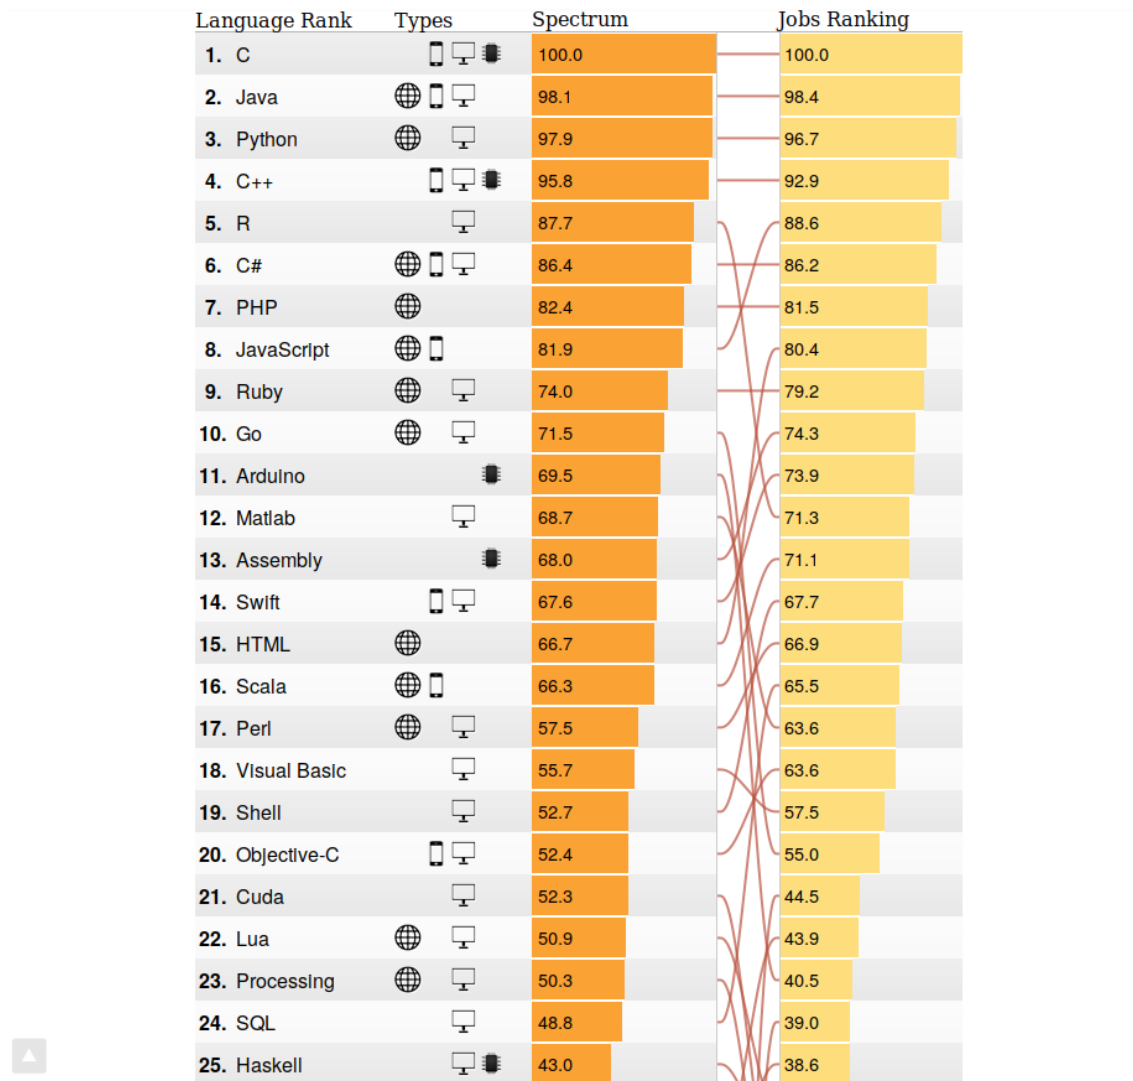 Language Rank Types Spectrum Jobs Ranking
1. C 100.0 100.0
2. Java 98.1 98.4
3. Python 97.9 96.7
4. C++ 95.8 92.9
5. R 87.7 88.6
6. C# 86.4 86.2
7. PHP 82.4 81.5
8. JavaScript 81.9 80.4
9. Ruby 74.0 79.2
10. Go 71.5 74.3
11. Arduino 69.5 73.9
12. Matlab 68.7 71.3
13. Assembly 68.0 71.1
14. Swift 67.6 67.7
15. HTML 66.7 66.9
16. Scala 66.3 65.5
17. Perl 57.5 63.6
18. Visual Basic 55.7 63.6
19. Shell 52.7 57.5
20. Objective-C 52.4 55.0
21. Cuda 52.3 44.5
22. Lua 50.9 43.9
23. Processing 50.3 40.5
24. SQL 48.8 39.0
25. Haskell 43.0 38.6